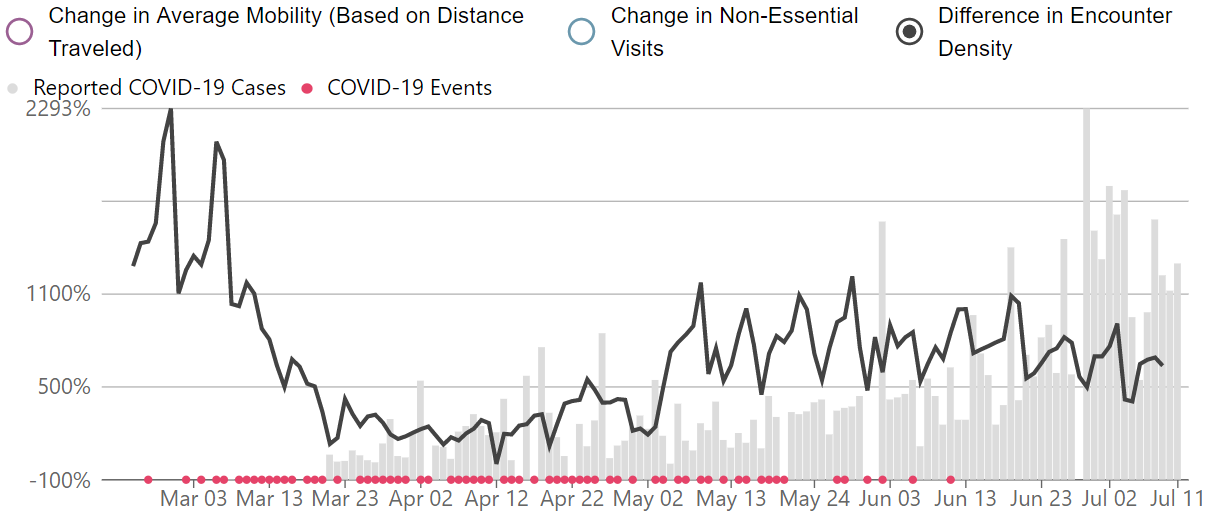 Change in Average Mobility (Based on Distance Traveled)
Change in Non-Essential Visits
Difference in Encounter Density
Reported COVID-19 Cases
COVID-19 Events
2293%
1100%
500%
-100%
Mar 03
Mar 13
Mar 23
Apr 02
Apr 12
Apr 22
May 02
May 13
May 24
Jun 03
Jun 13
Jun 23
Jul 02
Jul 11